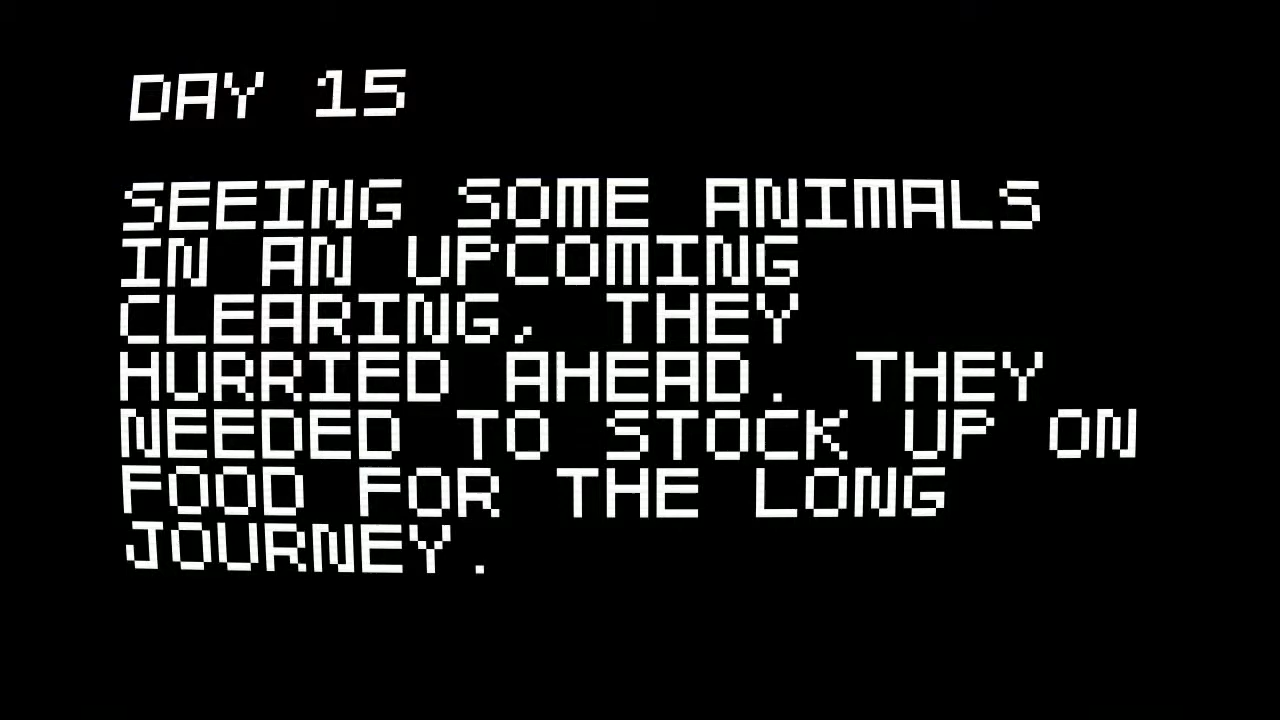 DAY 15
SEEING SOME ANIMALS
IN AN UPCOMING
CLEARING, THEY
HURRIED AHEAD. THEY
NEEDED TO STOCK UP ON
FOOD FOR THE LONG
JOURNEY.